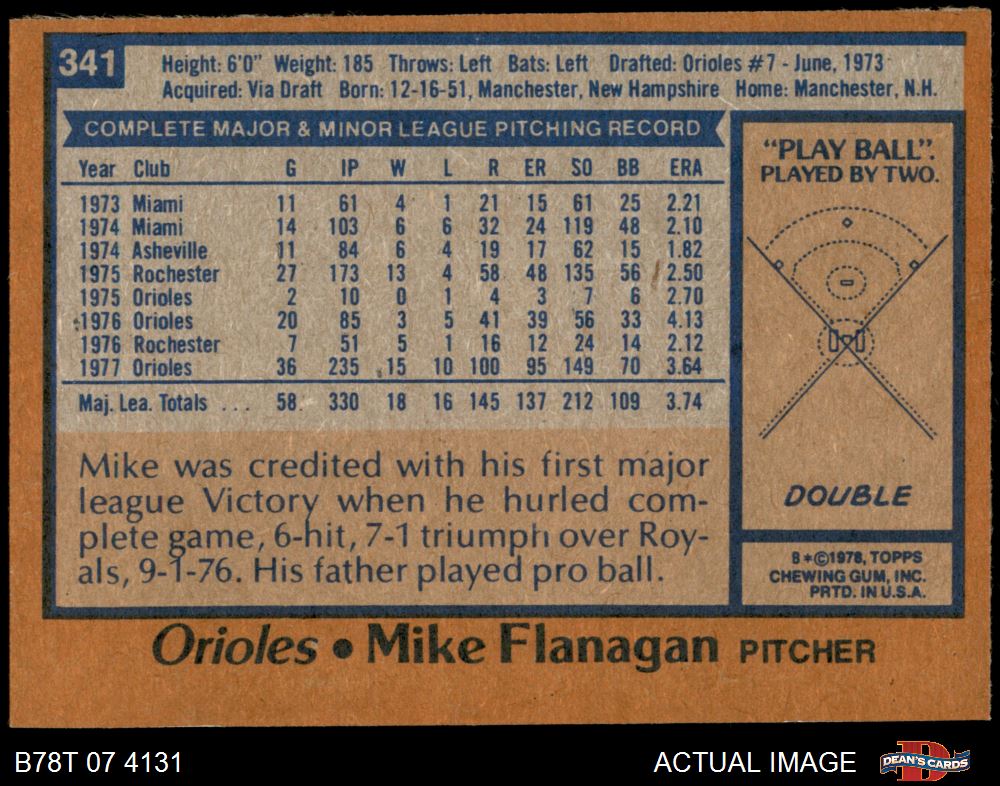 341
Height: 6'0" Weight: 185 Throws: Left Bats: Left Drafted: Orioles #7 - June, 1973
Acquired: Via Draft Born: 12-16-51, Manchester, New Hampshire Home: Manchester, N.H.
COMPLETE MAJOR & MINOR LEAGUE PITCHING RECORD
Year Club G IP W L R ER SO BB ERA
1973 Miami 11 61 4 1 21 15 61 25 2.21
1974 Miami 14 103 6 6 32 24 119 48 2.10
1974 Asheville 11 84 6 4 19 17 62 15 1.82
1975 Rochester 27 173 13 4 58 48 135 56 2.50
1975 Orioles 2 10 0 1 4 3 7 6 2.70
1976 Orioles 20 85 3 5 41 39 56 33 4.13
1976 Rochester 7 51 5 1 16 12 24 14 2.12
1977 Orioles 36 235 15 10 100 95 149 70 3.64
Maj. Lea. Totals ... 58 330 18 16 145 137 212 109 3.74
Mike was credited with his first major
league Victory when he hurled com-
plete game, 6-hit, 7-1 triumph over Roy-
als, 9-1-76. His father played pro ball.
"PLAY BALL".
PLAYED BY TWO.
DOUBLE
B*©1978, TOPPS
CHEWING GUM, INC.
PRTD. IN U.S.A.
Orioles • Mike Flanagan PITCHER
B78T 07 4131
ACTUAL IMAGE
D
DEAN'S CARDS